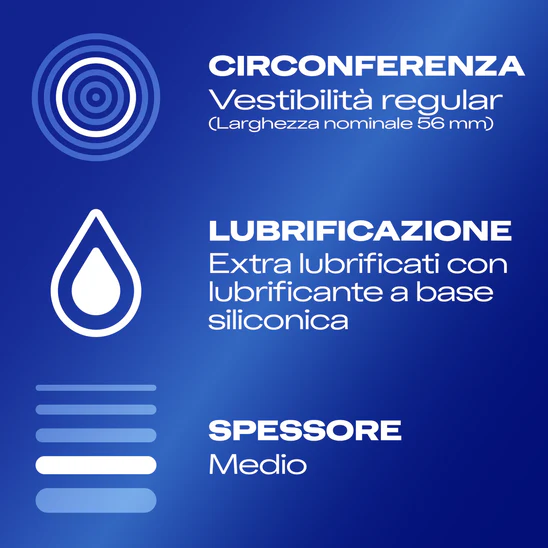 CIRCONFERENZA
Vestibilità regular
(Larghezza nominale 56 mm)
LUBRIFICAZIONE
Extra lubrificati con
lubrificante a base
siliconica
SPESSORE
Medio